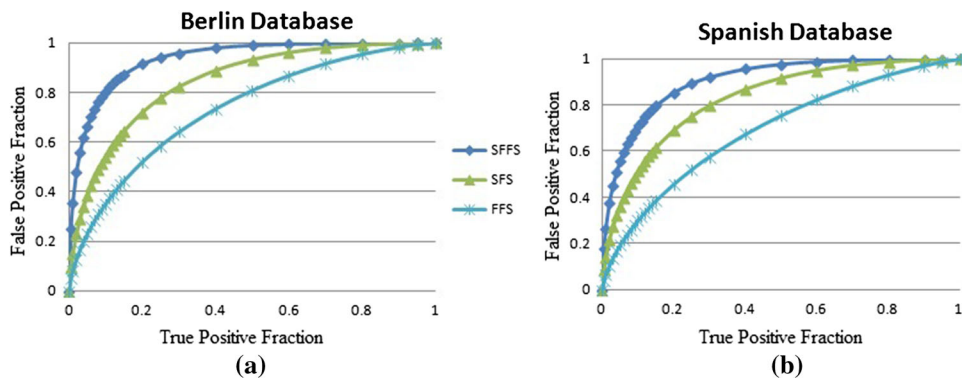 Berlin Database
1
0.8
0.6
0.4
0.2
0
False Positive Fraction
0 0.2 0.4 0.6 0.8 1
True Positive Fraction
(a)
SFFS
SFS
FFS
Spanish Database
1
0.8
0.6
0.4
0.2
0
False Positive Fraction
0 0.2 0.4 0.6 0.8 1
True Positive Fraction
(b)